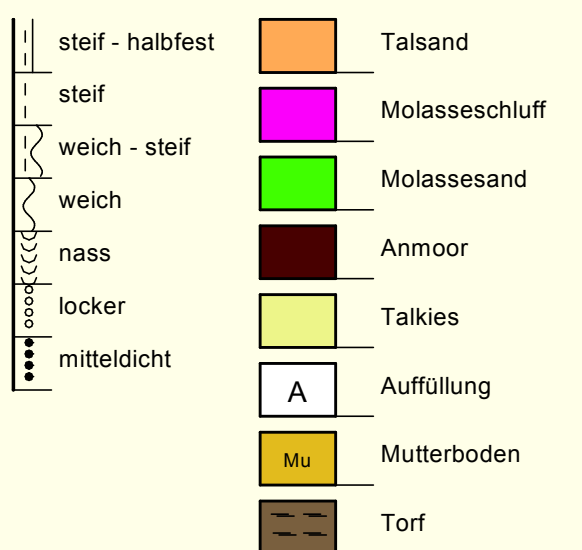 steif - halbfest
steif
weich - steif
weich
nass
locker
mitteldicht
Talsand
Molasseschluff
Molassesand
Anmoor
Talkies
A Auffüllung
Mu Mutterboden
Torf